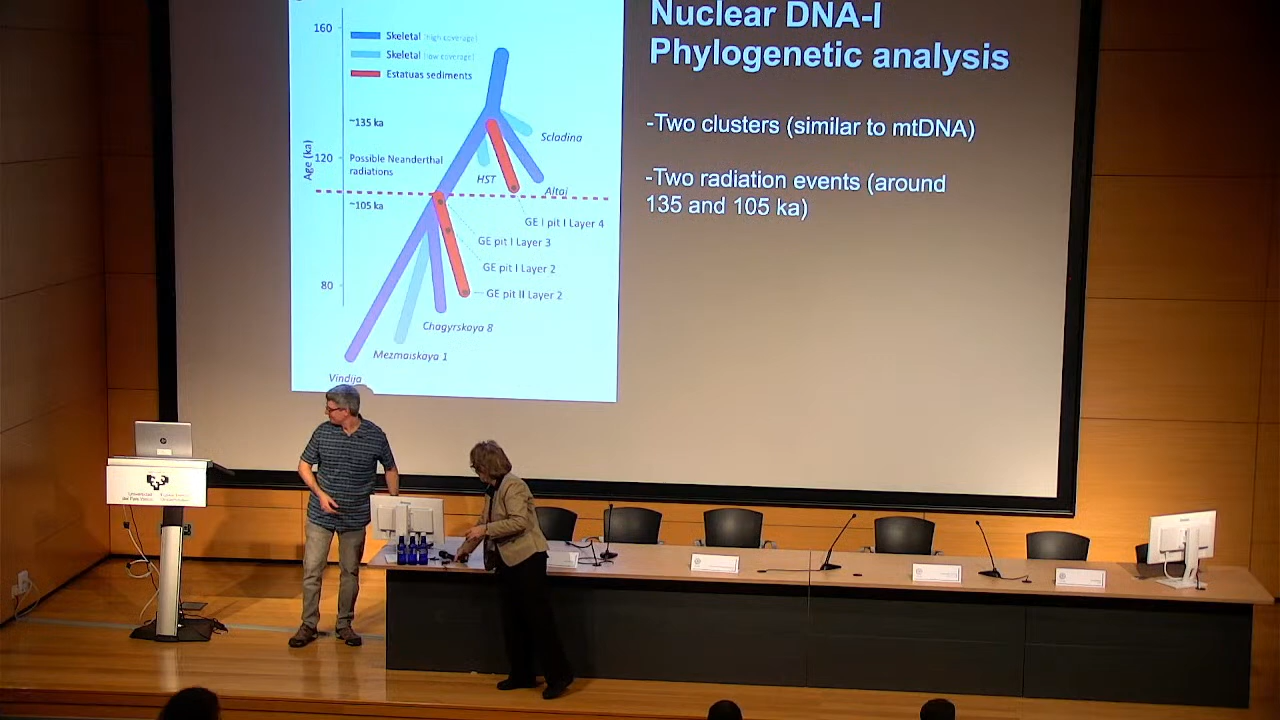 Nuclear DNA-I
Phylogenetic analysis
-Two clusters (similar to mtDNA)
-Two radiation events (around
135 and 105 ka)
160
Skeletal (high coverage)
Skeletal (low coverage)
Estatuas sediments
~135 ka
Scladina
Age (ka)
120
Possible Neanderthal
radiations
HST
Altai
~105 ka
GE I pit I Layer 4
GE pit I Layer 3
GE pit I Layer 2
80
GE pit II Layer 2
Chagyrskaya 8
Mezmaiskaya 1
Vindija